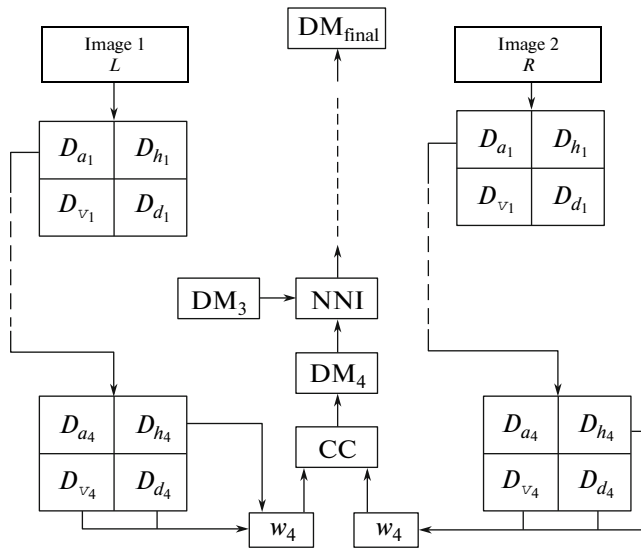 Image 1
L
DM_final
Image 2
R
D_a1 D_h1
D_v1 D_d1
D_a1 D_h1
D_v1 D_d1
DM_3
NNI
DM_4
D_a4 D_h4
D_v4 D_d4
CC
D_a4 D_h4
D_v4 D_d4
w_4
w_4